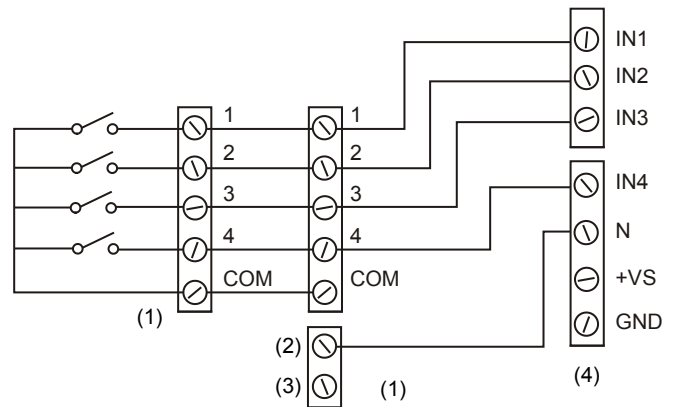 IN1
IN2
IN3
1 1
2 2
3 3
4 4
COM COM
IN4
N
+VS
GND
(1)
(2)
(3) (1)
(4)